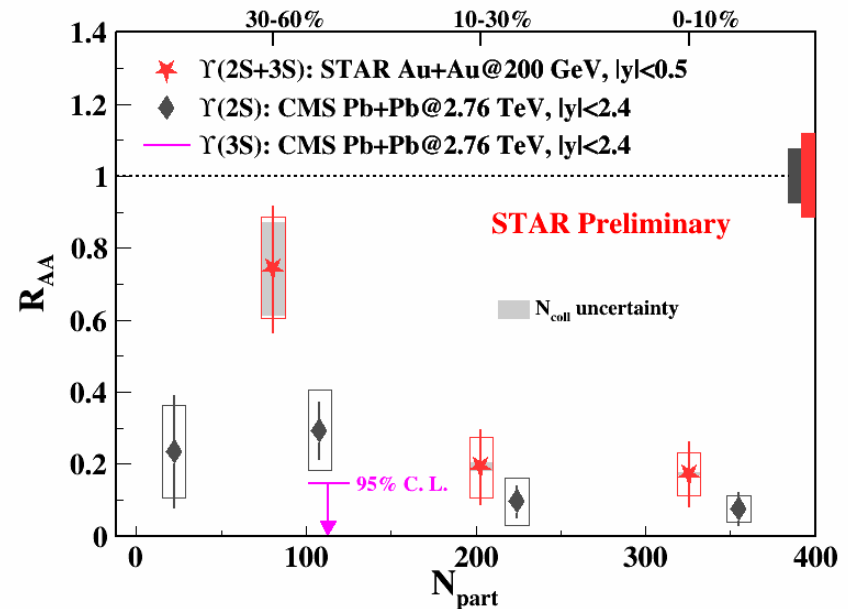 30-60% 10-30% 0-10%
1.4
ϒ(2S+3S): STAR Au+Au@200 GeV, |y|<0.5
1.2
ϒ(2S): CMS Pb+Pb@2.76 TeV, |y|<2.4
ϒ(3S): CMS Pb+Pb@2.76 TeV, |y|<2.4
1
STAR Preliminary
0.8
R_AA
N_coll uncertainty
0.6
0.4
0.2
95% C. L.
0
0 100 200 300 400
N_part